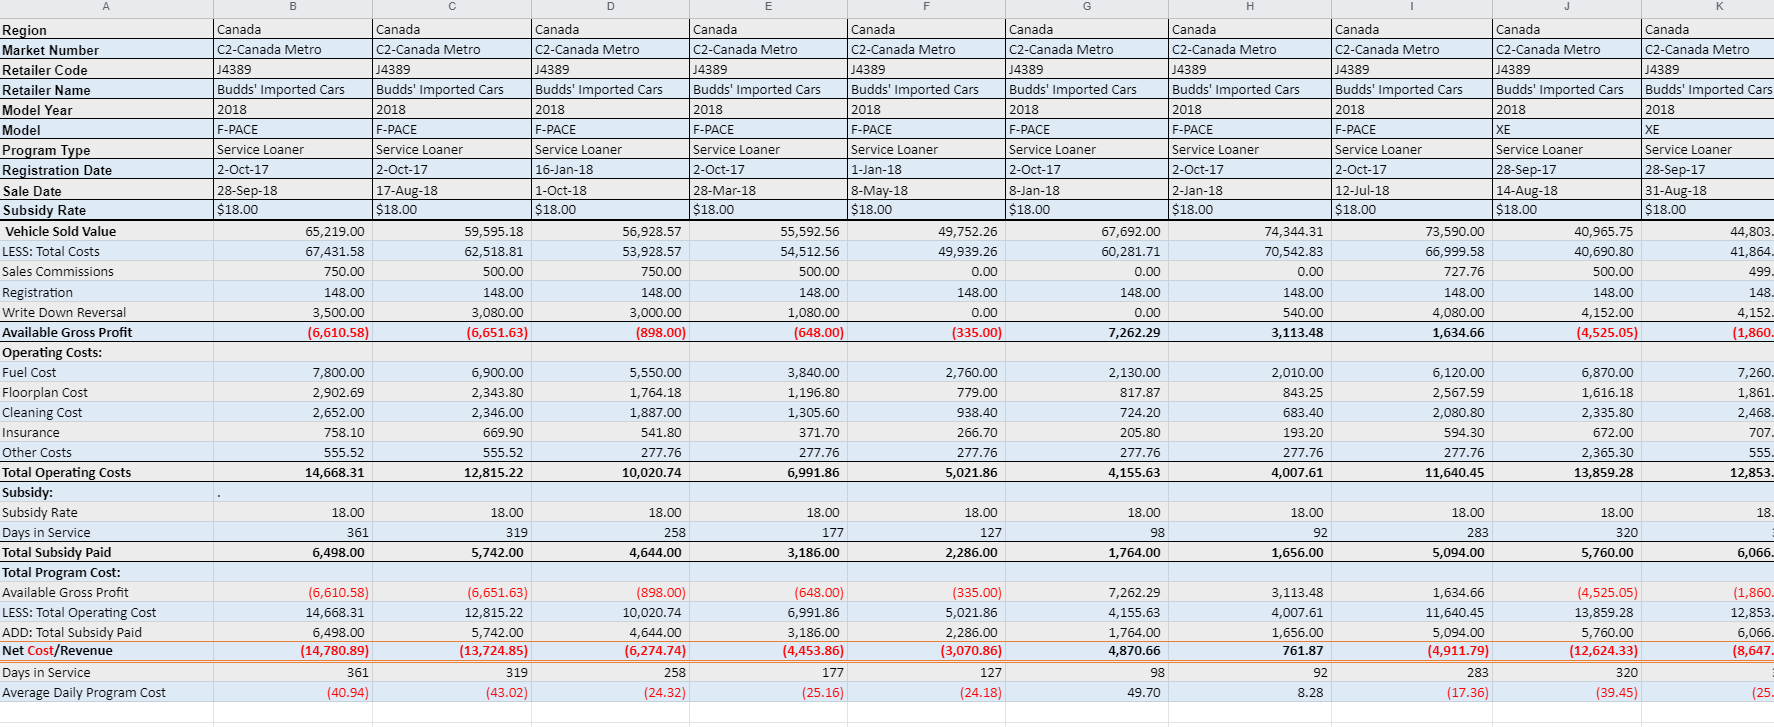 A B C D E F G H I J K
Region Canada Canada Canada Canada Canada Canada Canada Canada Canada Canada
Market Number C2-Canada Metro C2-Canada Metro C2-Canada Metro C2-Canada Metro C2-Canada Metro C2-Canada Metro C2-Canada Metro C2-Canada Metro C2-Canada Metro C2-Canada Metro
Retailer Code J4389 J4389 J4389 J4389 J4389 J4389 J4389 J4389 J4389 J4389
Retailer Name Budds' Imported Cars Budds' Imported Cars Budds' Imported Cars Budds' Imported Cars Budds' Imported Cars Budds' Imported Cars Budds' Imported Cars Budds' Imported Cars Budds' Imported Cars Budds' Imported Cars
Model Year 2018 2018 2018 2018 2018 2018 2018 2018 2018 2018
Model F-PACE F-PACE F-PACE F-PACE F-PACE F-PACE F-PACE F-PACE XE XE
Program Type Service Loaner Service Loaner Service Loaner Service Loaner Service Loaner Service Loaner Service Loaner Service Loaner Service Loaner Service Loaner
Registration Date 2-Oct-17 2-Oct-17 16-Jan-18 2-Oct-17 1-Jan-18 2-Oct-17 2-Oct-17 2-Oct-17 28-Sep-17 28-Sep-17
Sale Date 28-Sep-18 17-Aug-18 1-Oct-18 28-Mar-18 8-May-18 8-Jan-18 2-Jan-18 12-Jul-18 14-Aug-18 31-Aug-18
Subsidy Rate $18.00 $18.00 $18.00 $18.00 $18.00 $18.00 $18.00 $18.00 $18.00 $18.00
Vehicle Sold Value 65,219.00 59,595.18 56,928.57 55,592.56 49,752.26 67,692.00 74,344.31 73,590.00 40,965.75 44,803.
LESS: Total Costs 67,431.58 62,518.81 53,928.57 54,512.56 49,939.26 60,281.71 70,542.83 66,999.58 40,690.80 41,864.
Sales Commissions 750.00 500.00 750.00 500.00 0.00 0.00 0.00 727.76 500.00 499.
Registration 148.00 148.00 148.00 148.00 148.00 148.00 148.00 148.00 148.00 148.
Write Down Reversal 3,500.00 3,080.00 3,000.00 1,080.00 0.00 0.00 540.00 4,080.00 4,152.00 4,152.
Available Gross Profit (6,610.58) (6,651.63) (898.00) (648.00) (335.00) 7,262.29 3,113.48 1,634.66 (4,525.05) (1,860.
Operating Costs:
Fuel Cost 7,800.00 6,900.00 5,550.00 3,840.00 2,760.00 2,130.00 2,010.00 6,120.00 6,870.00 7,260.
Floorplan Cost 2,902.69 2,343.80 1,764.18 1,196.80 779.00 817.87 843.25 2,567.59 1,616.18 1,861.
Cleaning Cost 2,652.00 2,346.00 1,887.00 1,305.60 938.40 724.20 683.40 2,080.80 2,335.80 2,468.
Insurance 758.10 669.90 541.80 371.70 266.70 205.80 193.20 594.30 672.00 707.
Other Costs 555.52 555.52 277.76 277.76 277.76 277.76 277.76 277.76 2,365.30 555.
Total Operating Costs 14,668.31 12,815.22 10,020.74 6,991.86 5,021.86 4,155.63 4,007.61 11,640.45 13,859.28 12,853.
Subsidy: .
Subsidy Rate 18.00 18.00 18.00 18.00 18.00 18.00 18.00 18.00 18.00 18.
Days in Service 361 319 258 177 127 98 92 283 320
Total Subsidy Paid 6,498.00 5,742.00 4,644.00 3,186.00 2,286.00 1,764.00 1,656.00 5,094.00 5,760.00 6,066.
Total Program Cost:
Available Gross Profit (6,610.58) (6,651.63) (898.00) (648.00) (335.00) 7,262.29 3,113.48 1,634.66 (4,525.05) (1,860.
LESS: Total Operating Cost 14,668.31 12,815.22 10,020.74 6,991.86 5,021.86 4,155.63 4,007.61 11,640.45 13,859.28 12,853.
ADD: Total Subsidy Paid 6,498.00 5,742.00 4,644.00 3,186.00 2,286.00 1,764.00 1,656.00 5,094.00 5,760.00 6,066.
Net Cost/Revenue (14,780.89) (13,724.85) (6,274.74) (4,453.86) (3,070.86) 4,870.66 761.87 (4,911.79) (12,624.33) (8,647.
Days in Service 361 319 258 177 127 98 92 283 320
Average Daily Program Cost (40.94) (43.02) (24.32) (25.16) (24.18) 49.70 8.28 (17.36) (39.45) (25.